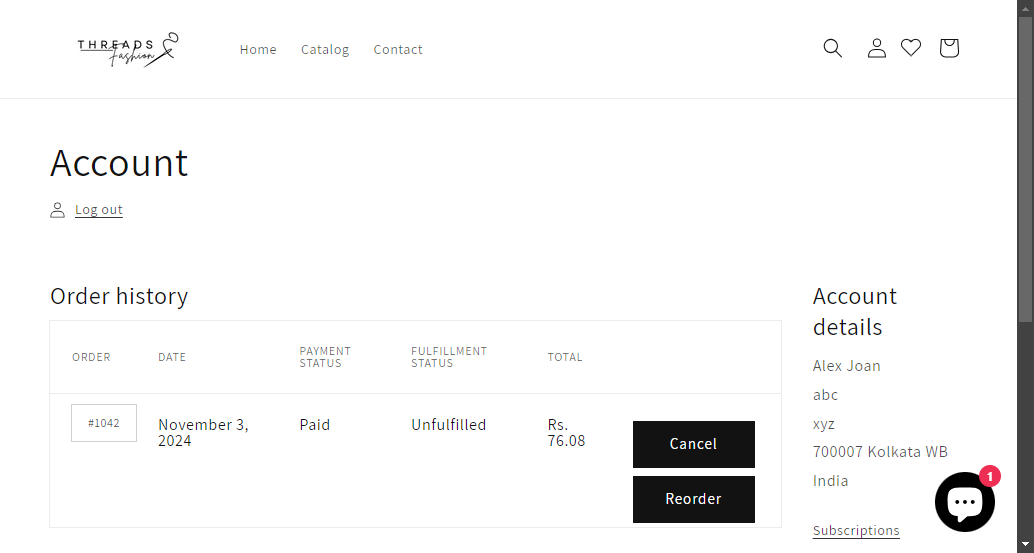 THREADS
Fashion
Home Catalog Contact
Account
Log out
Order history
ORDER DATE PAYMENT STATUS FULFILLMENT STATUS TOTAL
#1042 November 3, 2024 Paid Unfulfilled Rs. 76.08
Cancel
Reorder
Account details
Alex Joan
abc
xyz
700007 Kolkata WB
India
Subscriptions
1